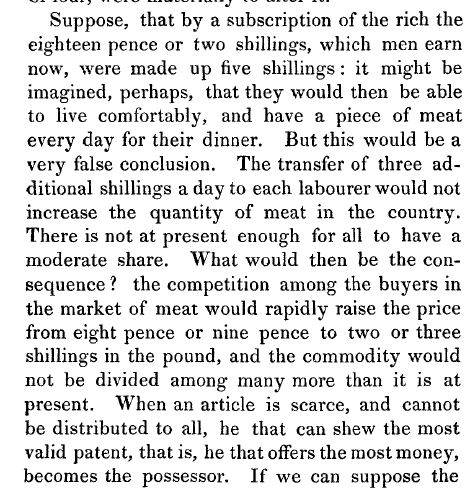 Suppose, that by a subscription of the rich the
eighteen pence or two shillings, which men earn
now, were made up five shillings : it might be
imagined, perhaps, that they would then be able
to live comfortably, and have a piece of meat
every day for their dinner. But this would be a
very false conclusion. The transfer of three ad-
ditional shillings a day to each labourer would not
increase the quantity of meat in the country.
There is not at present enough for all to have a
moderate share. What would then be the con-
sequence ? the competition among the buyers in
the market of meat would rapidly raise the price
from eight pence or nine pence to two or three
shillings in the pound, and the commodity would
not be divided among many more than it is at
present. When an article is scarce, and cannot
be distributed to all, he that can shew the most
valid patent, that is, he that offers the most money,
becomes the possessor. If we can suppose the